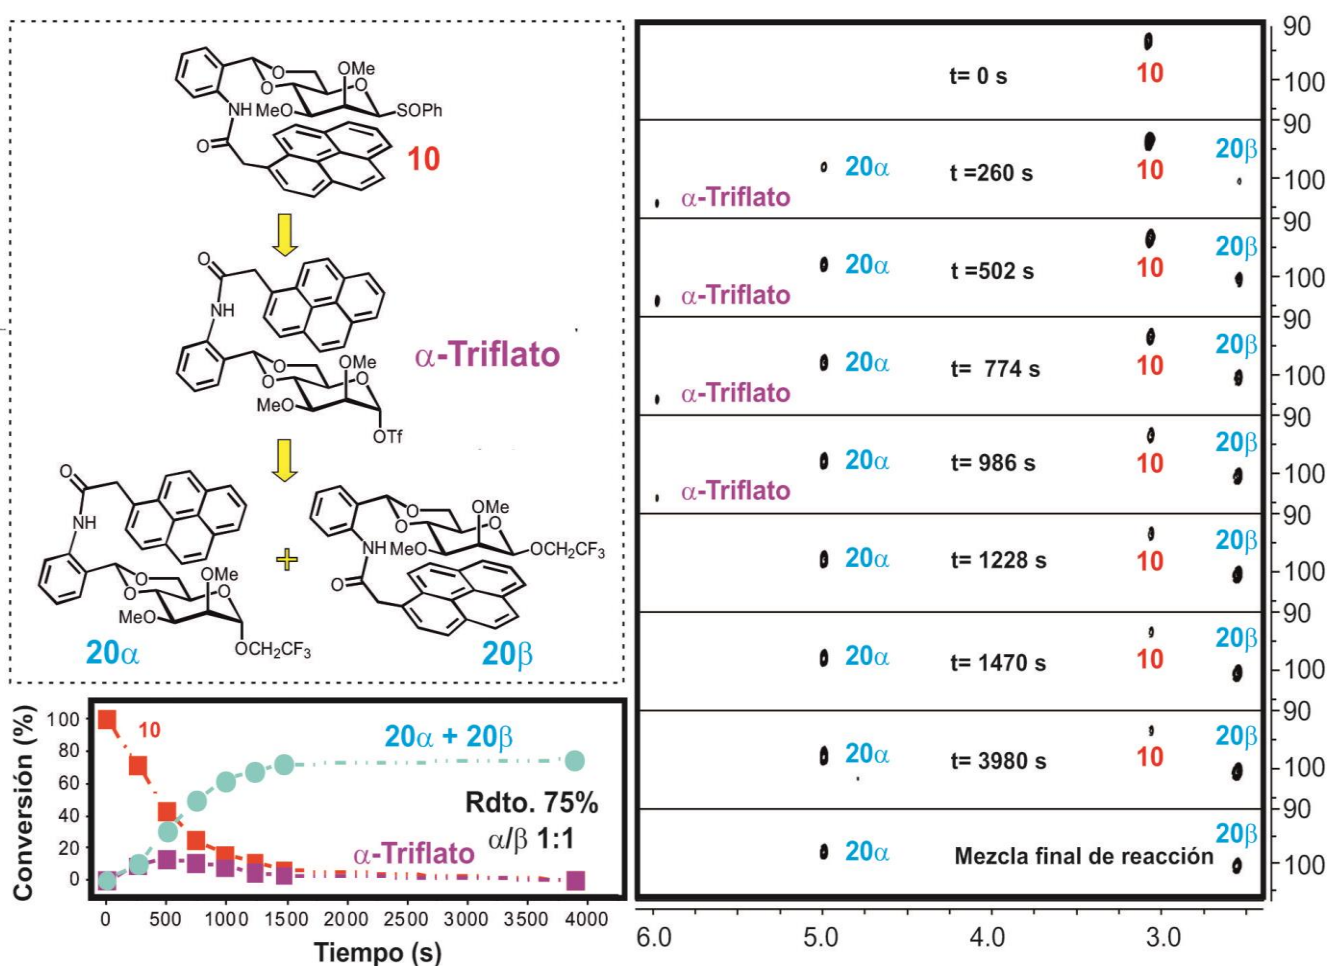 O
O
OMe
O
NH
MeO
SOPh
O
10
O
NH
α-Triflato
O
O
OMe
O
MeO
OTf
O
NH
O
O
OMe
O
MeO
OCH₂CF₃
20α
+
O
O
OMe
O
NH
MeO
OCH₂CF₃
O
20β
Conversión (%)
100
80
60
40
20
0
10
20α + 20β
Rdto. 75%
α/β 1:1
α-Triflato
0 500 1000 1500 2000 2500 3000 3500 4000
Tiempo (s)
t= 0 s 10
90
100
α-Triflato 20α t =260 s 10 20β
90
100
α-Triflato 20α t =502 s 10 20β
90
100
α-Triflato 20α t= 774 s 10 20β
90
100
α-Triflato 20α t= 986 s 10 20β
90
100
20α t= 1228 s 10 20β
90
100
20α t= 1470 s 10 20β
90
100
20α t= 3980 s 10 20β
90
100
20α Mezcla final de reacción 20β
90
100
6.0 5.0 4.0 3.0